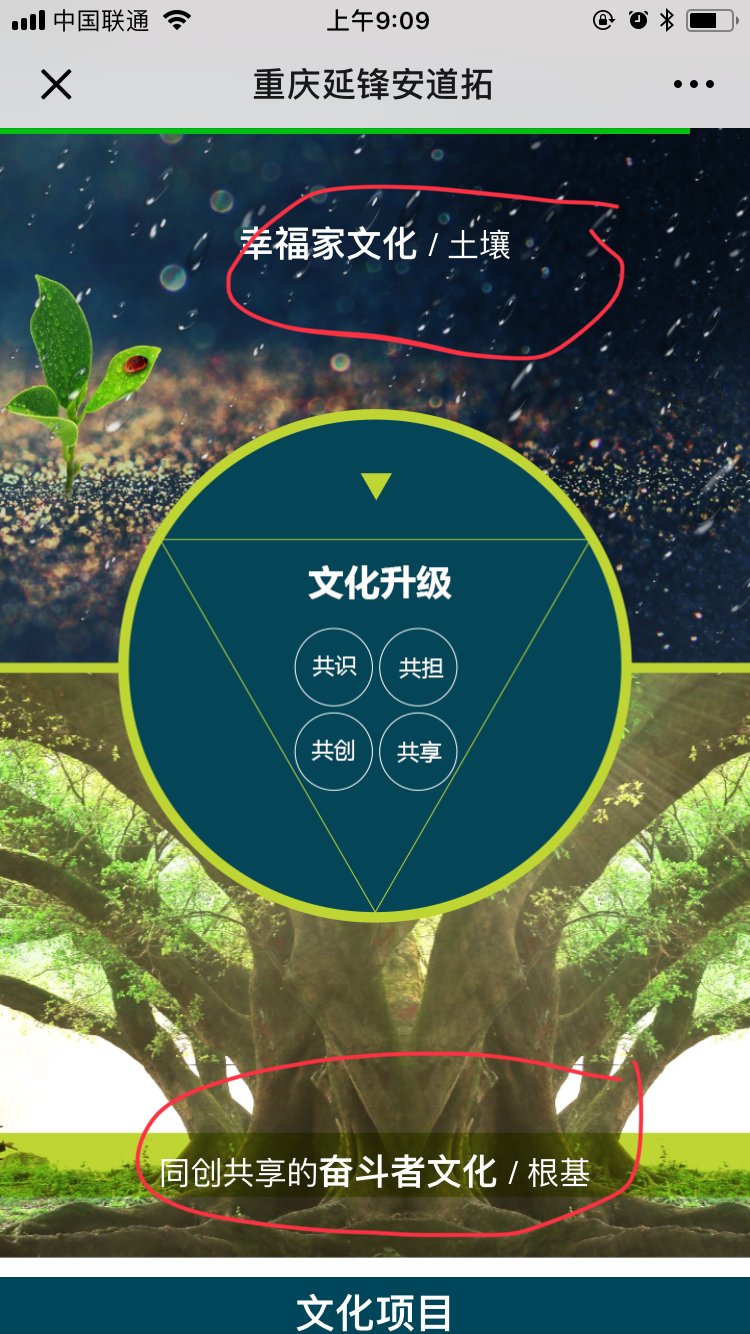 中国联通 上午9:09
重庆延锋安道拓
幸福家文化 / 土壤
文化升级
共识 共担
共创 共享
同创共享的奋斗者文化 / 根基
文化项目